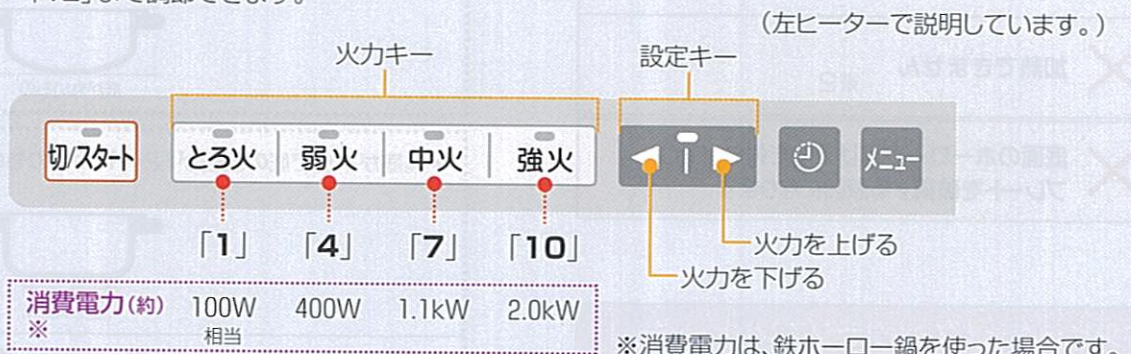 (左ヒーターで説明しています。)
火力キー
設定キー
切/スタート
とろ火
弱火
中火
強火
メニュー
「1」
「4」
「7」
「10」
火力を上げる
火力を下げる
消費電力(約)
※
100W
相当
400W
1.1kW
2.0kW
※消費電力は、鉄ホーロー鍋を使った場合です。